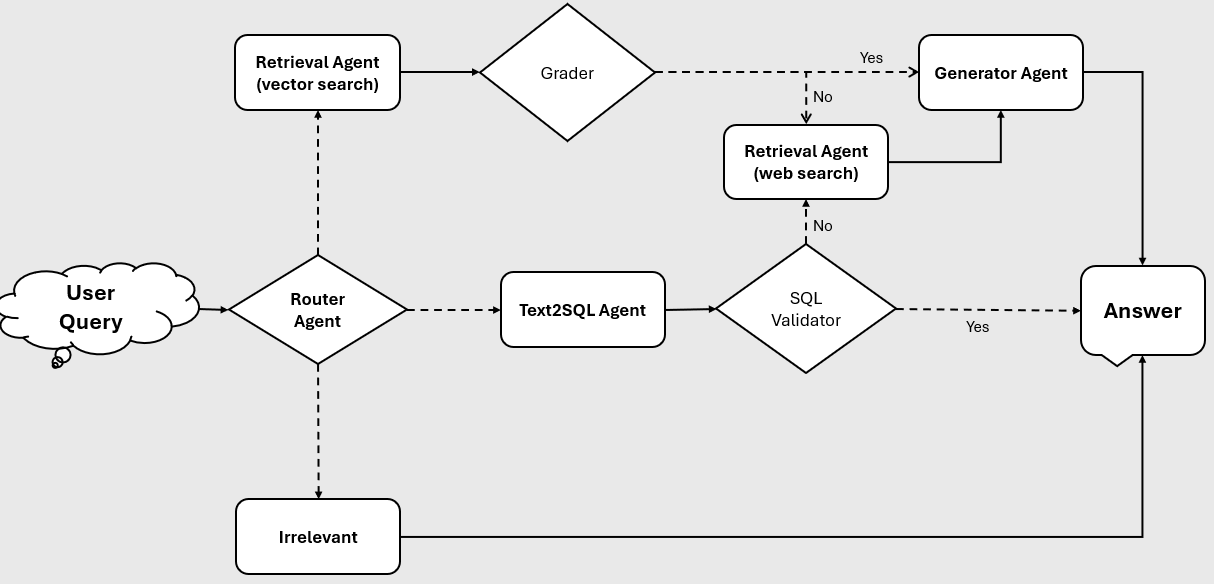 Retrieval Agent
(vector search)
Grader
Yes
Generator Agent
No
Retrieval Agent
(web search)
No
User
Query
Router
Agent
Text2SQL Agent
SQL
Validator
Yes
Answer
Irrelevant